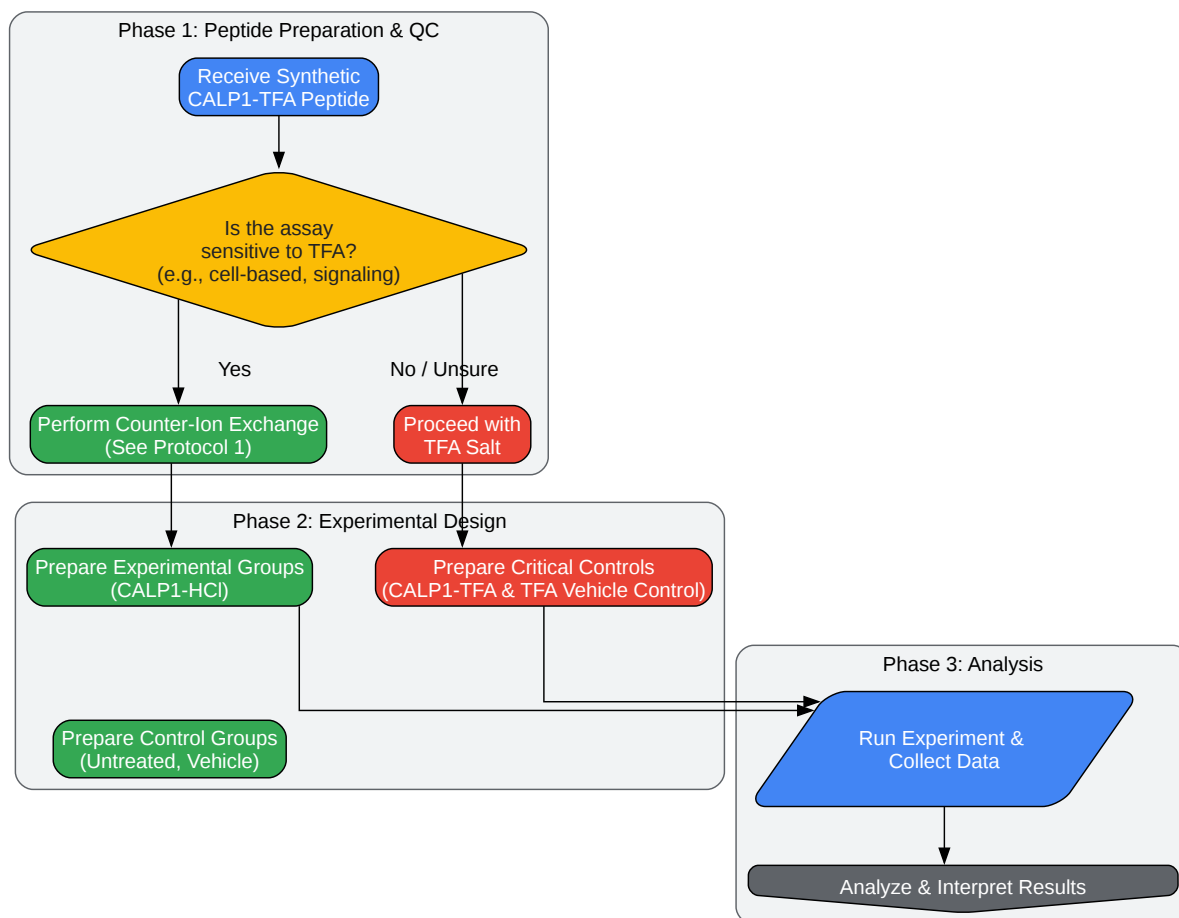 Phase 1: Peptide Preparation & QC
Receive Synthetic
CALP1-TFA Peptide
Is the assay
sensitive to TFA?
(e.g., cell-based, signaling)
Yes
No / Unsure
Perform Counter-Ion Exchange
(See Protocol 1)
Proceed with
TFA Salt
Phase 2: Experimental Design
Prepare Experimental Groups
(CALP1-HCl)
Prepare Critical Controls
(CALP1-TFA & TFA Vehicle Control)
Prepare Control Groups
(Untreated, Vehicle)
Phase 3: Analysis
Run Experiment &
Collect Data
Analyze & Interpret Results